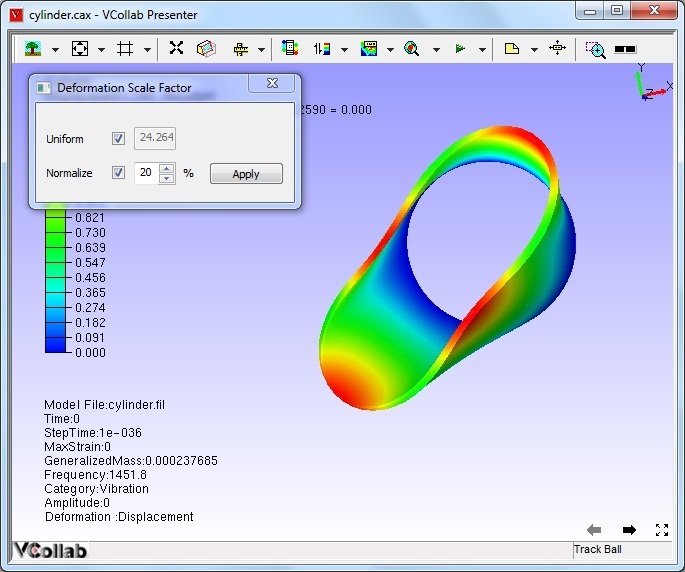 cylinder.cax - VCollab Presenter
Deformation Scale Factor
2590 = 0.000
Uniform 24.264
Normalize 20 % Apply
0.821
0.730
0.639
0.547
0.456
0.365
0.274
0.182
0.091
0.000
Y
X
Z
Model File:cylinder.fil
Time:0
StepTime:1e-036
MaxStrain:0
GeneralizedMass:0.000237685
Frequency:1451.8
Category:Vibration
Amplitude:0
Deformation :Displacement
VCollab
Track Ball